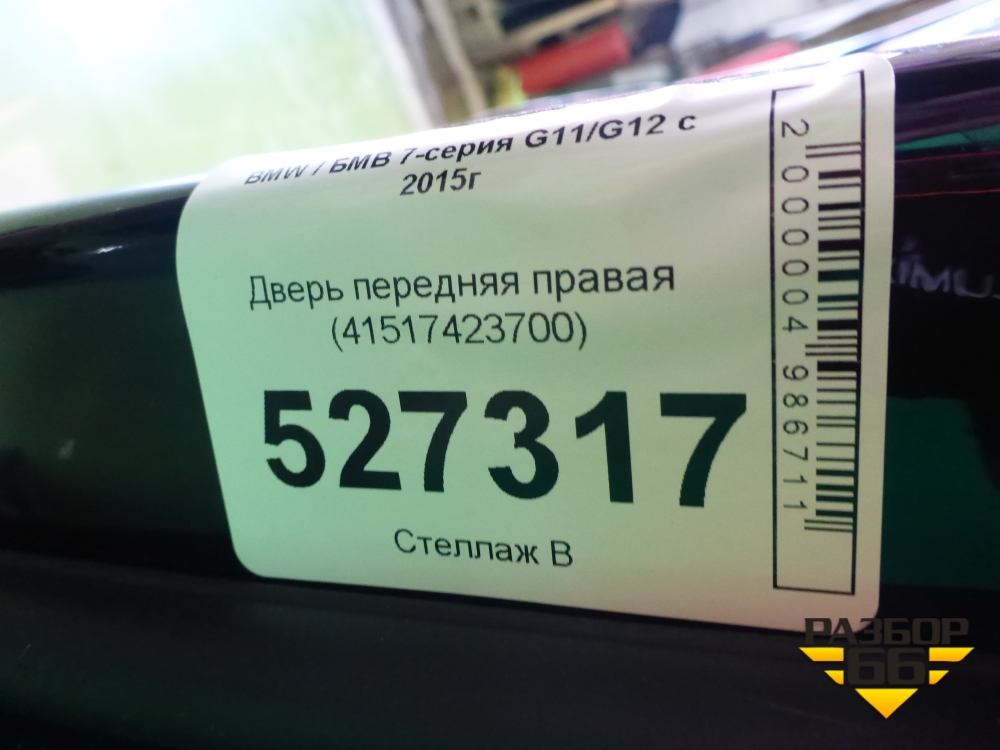 BMW / БМВ 7-серия G11/G12 с
2015г
Дверь передняя правая
(41517423700)
527317
Стеллаж В
2000004986711
РАЗБОР
66